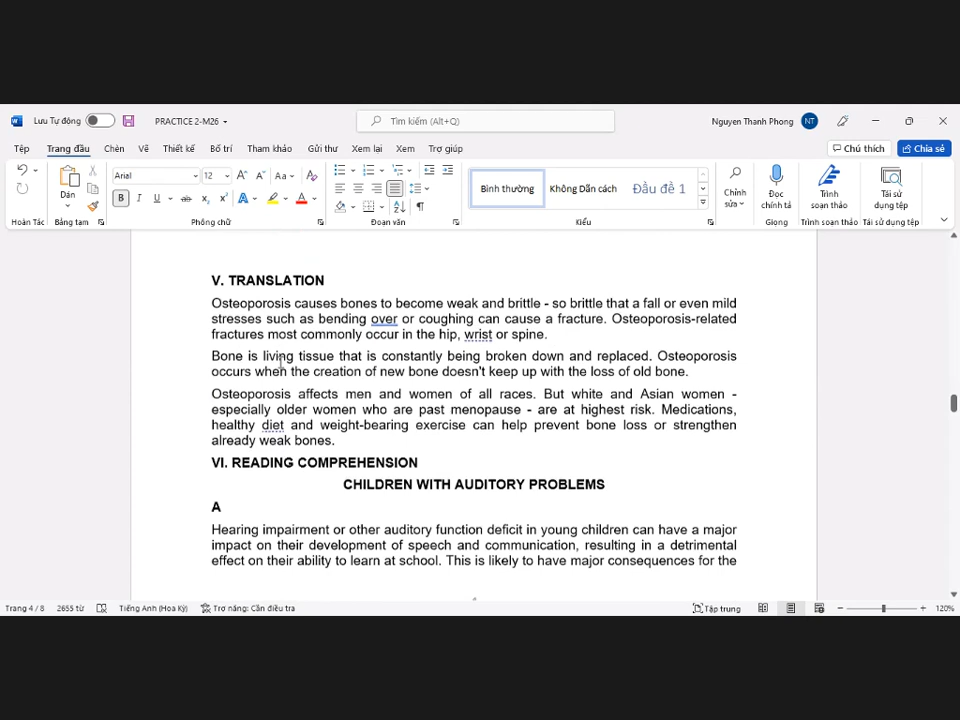 Lưu Tự động
PRACTICE 2-M26
Tìm kiếm (Alt+Q)
Nguyen Thanh Phong
NT
Tệp
Trang đầu
Chèn
Vẽ
Thiết kế
Bố trí
Tham khảo
Gửi thư
Xem lại
Xem
Trợ giúp
Chú thích
Chia sẻ
Dán
Arial
12
Bình thường
Không Dãn cách
Đầu đề 1
Chỉnh sửa
Đọc chính tả
Trình soạn thảo
Tái sử dụng tệp
Hoàn Tác
Bảng tạm
Phông chữ
Đoạn văn
Kiểu
Giọng
Trình soạn thảo
Tái sử dụng tệp
V. TRANSLATION
Osteoporosis causes bones to become weak and brittle - so brittle that a fall or even mild
stresses such as bending over or coughing can cause a fracture. Osteoporosis-related
fractures most commonly occur in the hip, wrist or spine.
Bone is living tissue that is constantly being broken down and replaced. Osteoporosis
occurs when the creation of new bone doesn't keep up with the loss of old bone.
Osteoporosis affects men and women of all races. But white and Asian women -
especially older women who are past menopause - are at highest risk. Medications,
healthy diet and weight-bearing exercise can help prevent bone loss or strengthen
already weak bones.
VI. READING COMPREHENSION
CHILDREN WITH AUDITORY PROBLEMS
A
Hearing impairment or other auditory function deficit in young children can have a major
impact on their development of speech and communication, resulting in a detrimental
effect on their ability to learn at school. This is likely to have major consequences for the
Trang 4 / 8
2655 từ
Tiếng Anh (Hoa Kỳ)
Trợ năng: Cần điều tra
Tập trung
120%